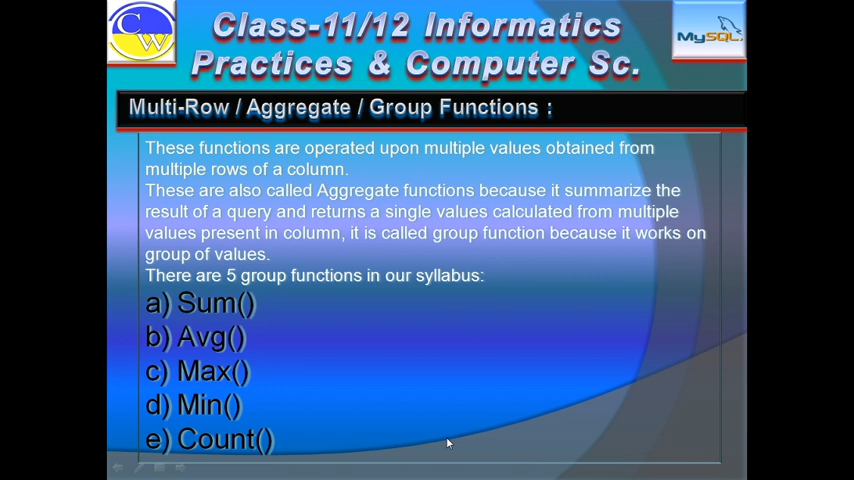 CW
Class-11/12 Informatics
Practices & Computer Sc.
MySQL.
Multi-Row / Aggregate / Group Functions :
These functions are operated upon multiple values obtained from
multiple rows of a column.
These are also called Aggregate functions because it summarize the
result of a query and returns a single values calculated from multiple
values present in column, it is called group function because it works on
group of values.
There are 5 group functions in our syllabus:
a) Sum()
b) Avg()
c) Max()
d) Min()
e) Count()